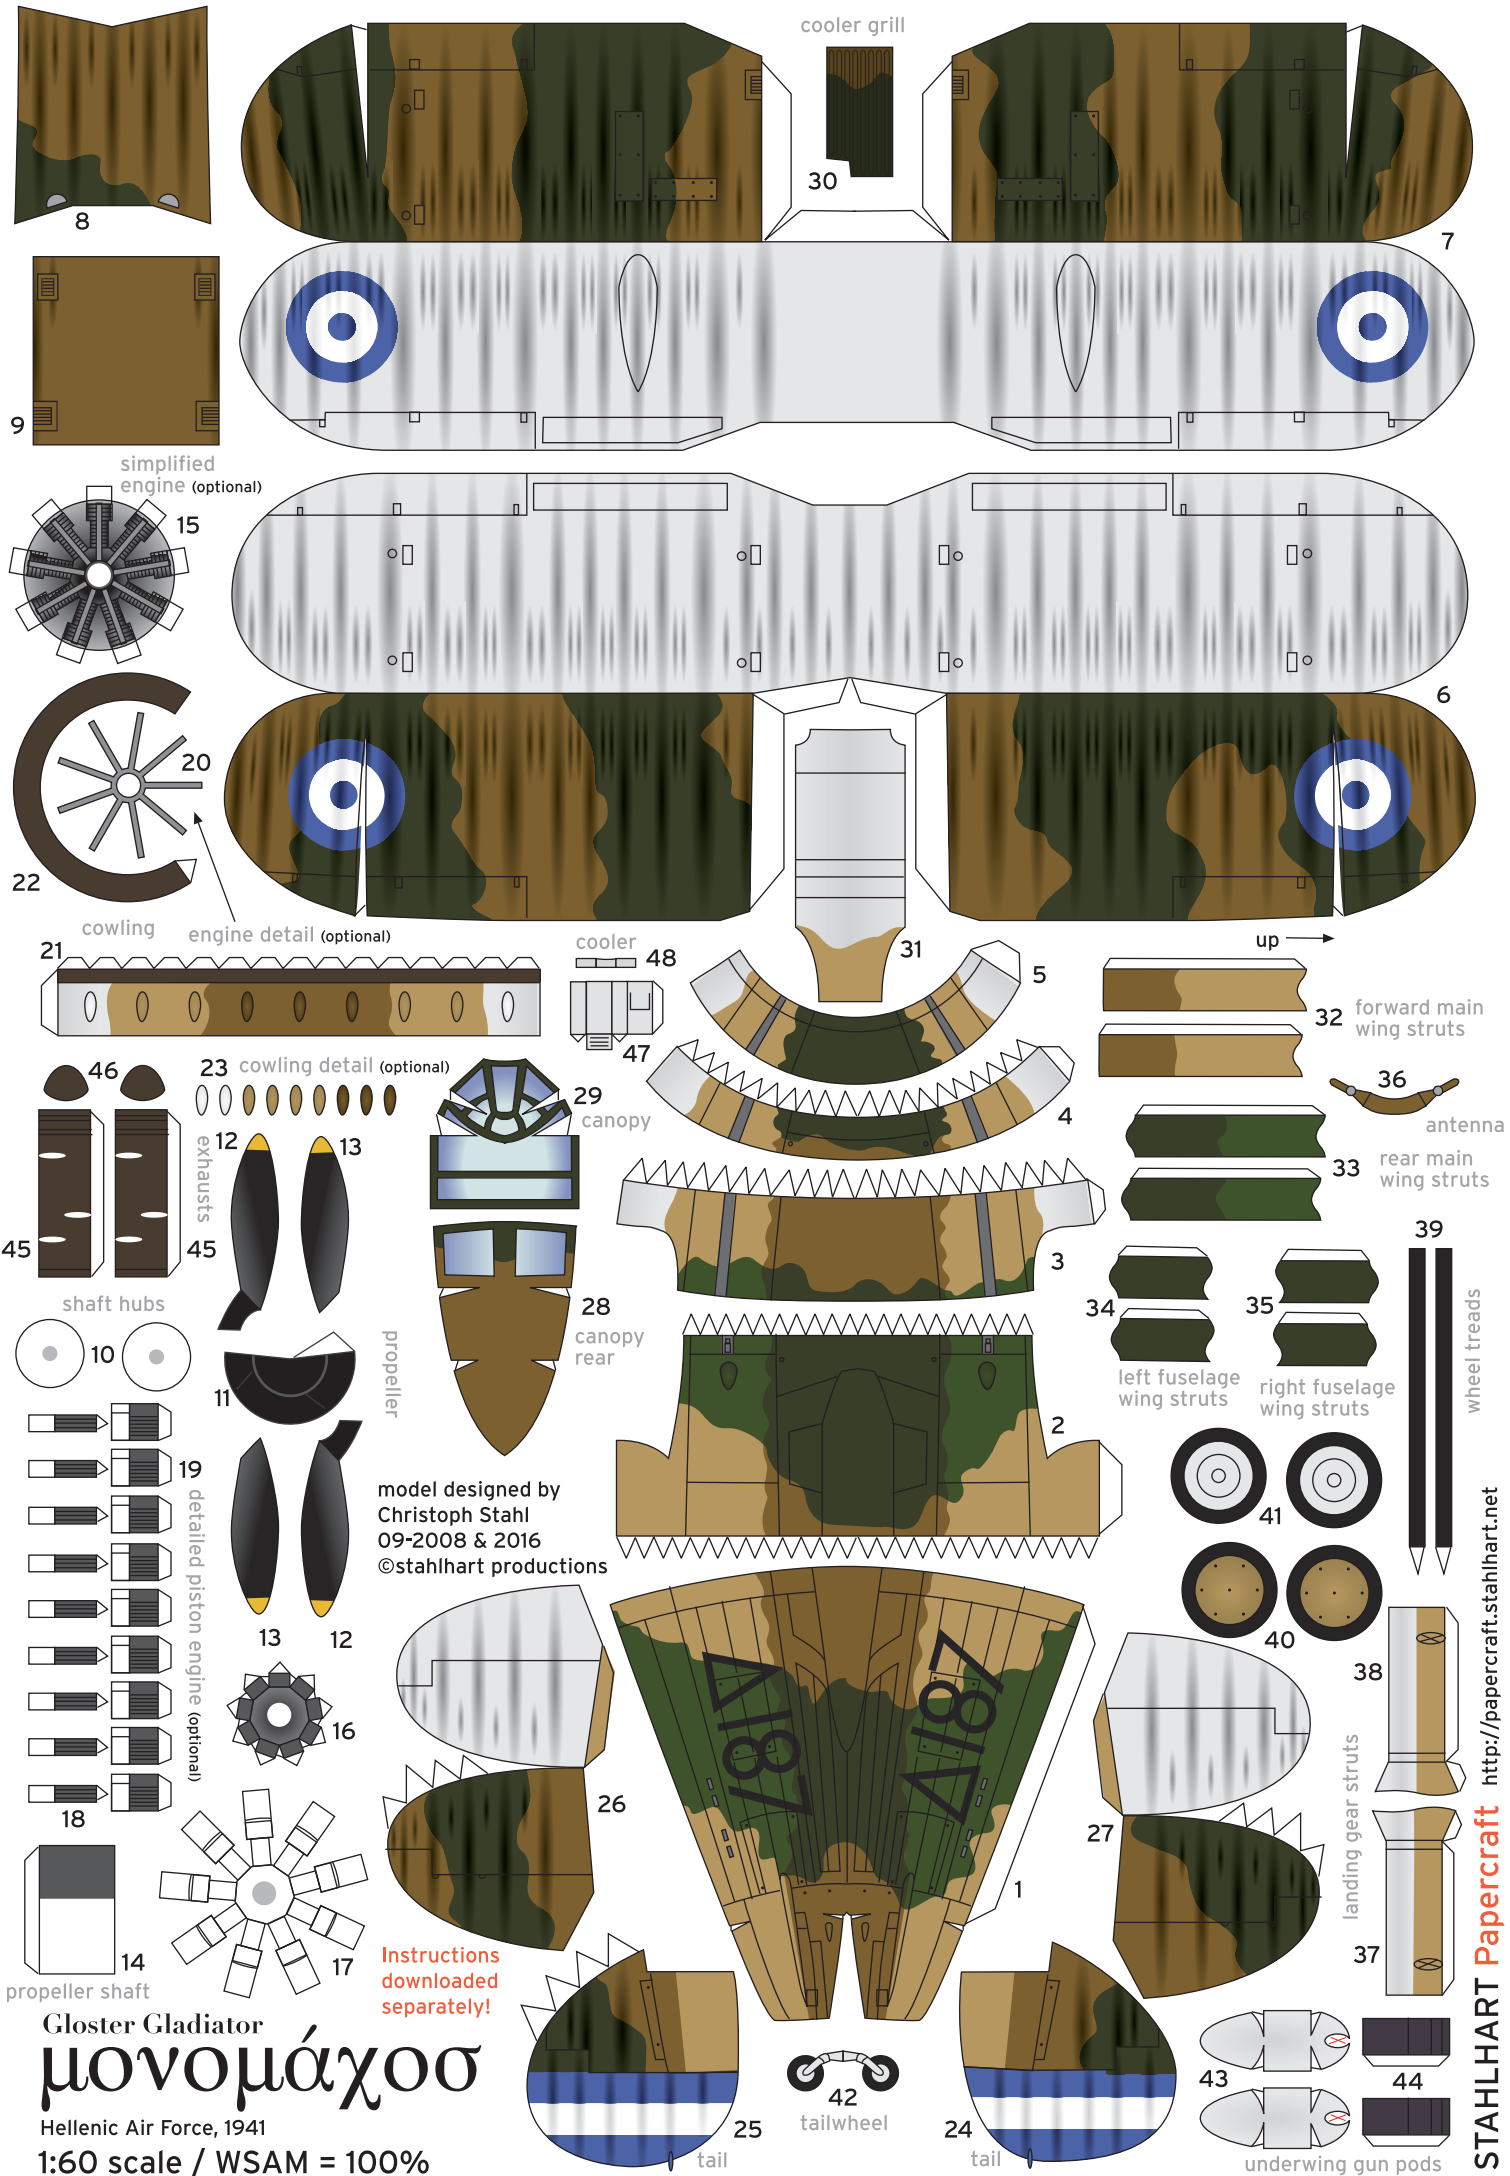 cooler grill
30
8
7
9
simplified
engine (optional)
15
6
20
22
cowling
engine detail (optional)
21
cooler
48
47
31
5
up
32
forward main
wing struts
46
23
cowling detail (optional)
29
canopy
4
36
antenna
33
rear main
wing struts
12
13
exhausts
45
45
3
39
wheel treads
shaft hubs
10
28
canopy
rear
34
35
left fuselage
wing struts
right fuselage
wing struts
propeller
11
2
19
detailed piston engine (optional)
model designed by
Christoph Stahl
09-2008 & 2016
©stahlhart productions
41
40
13
12
38
Δ187
Δ187
16
18
26
27
landing gear struts
1
37
14
propeller shaft
17
Instructions
downloaded
separately!
Gloster Gladiator
μονομάχοσ
Hellenic Air Force, 1941
1:60 scale / WSAM = 100%
25
tail
42
tailwheel
24
tail
43
44
underwing gun pods
STAHLHART Papercraft http://papercraft.stahlhart.net